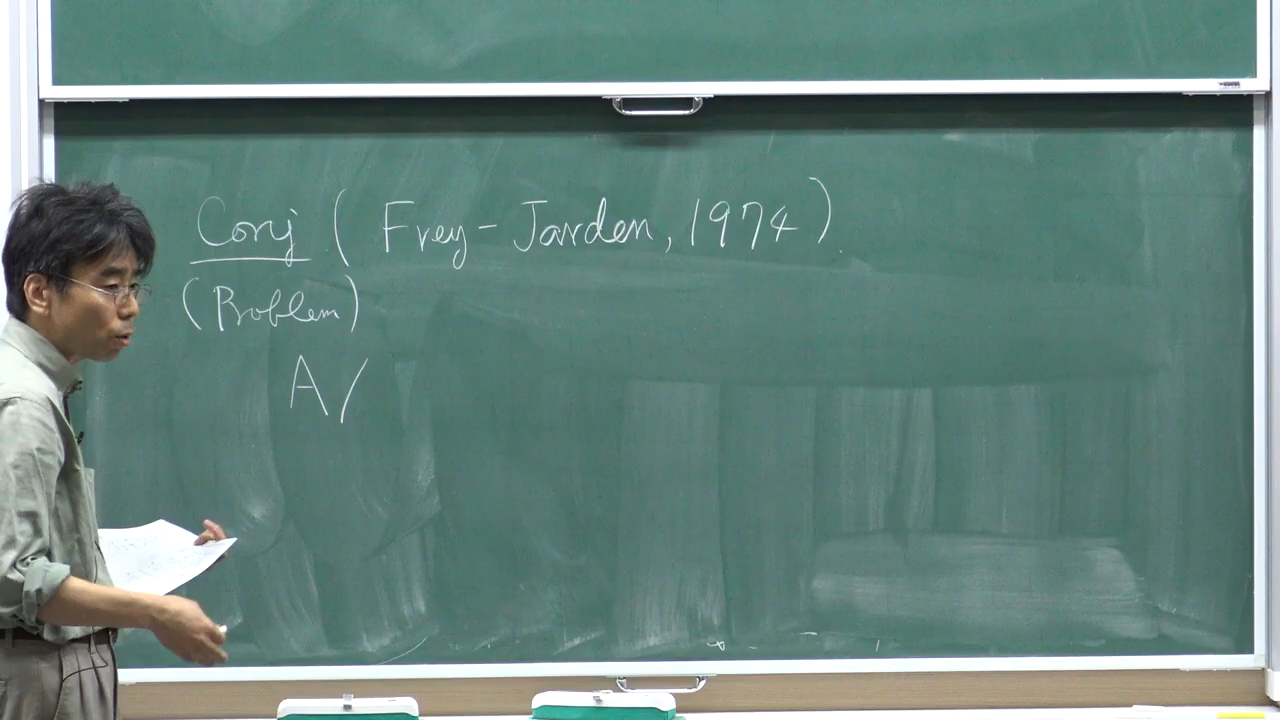 Conj (Frey-Jarden, 1974)
(Problem)
A/